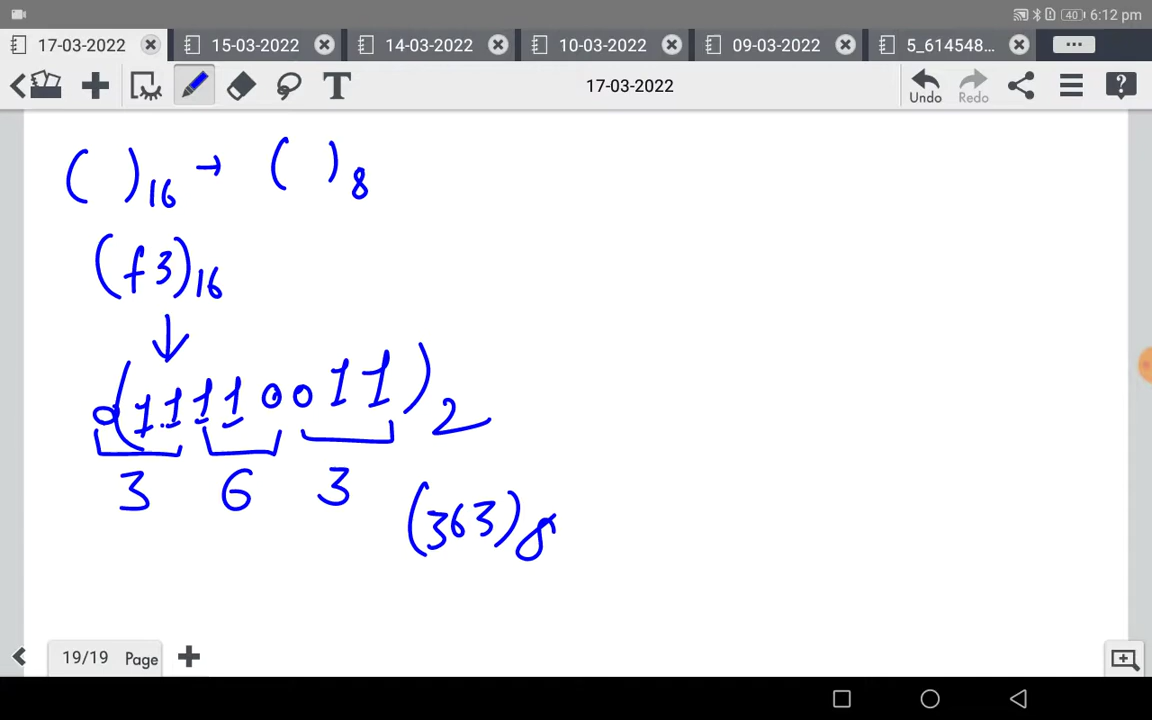 40 6:12 pm
17-03-2022 15-03-2022 14-03-2022 10-03-2022 09-03-2022 5_614548... ...
T 17-03-2022 Undo Redo ?
( )16 → ( )8
(f3)16
↓
0(11110011)2
3 6 3
(363)8
19/19 Page